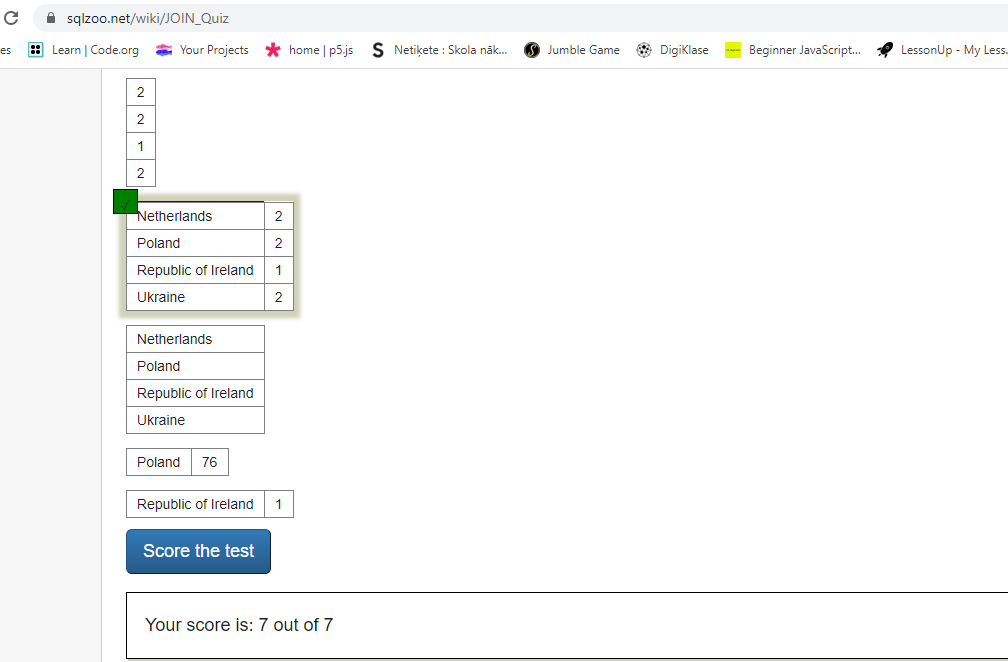 sqlzoo.net/wiki/JOIN_Quiz
es Learn | Code.org Your Projects home | p5.js Netiķete : Skola nāk... Jumble Game DigiKlase Beginner JavaScript... LessonUp - My Less
2
2
1
2
Netherlands 2
Poland 2
Republic of Ireland 1
Ukraine 2
Netherlands
Poland
Republic of Ireland
Ukraine
Poland 76
Republic of Ireland 1
Score the test
Your score is: 7 out of 7